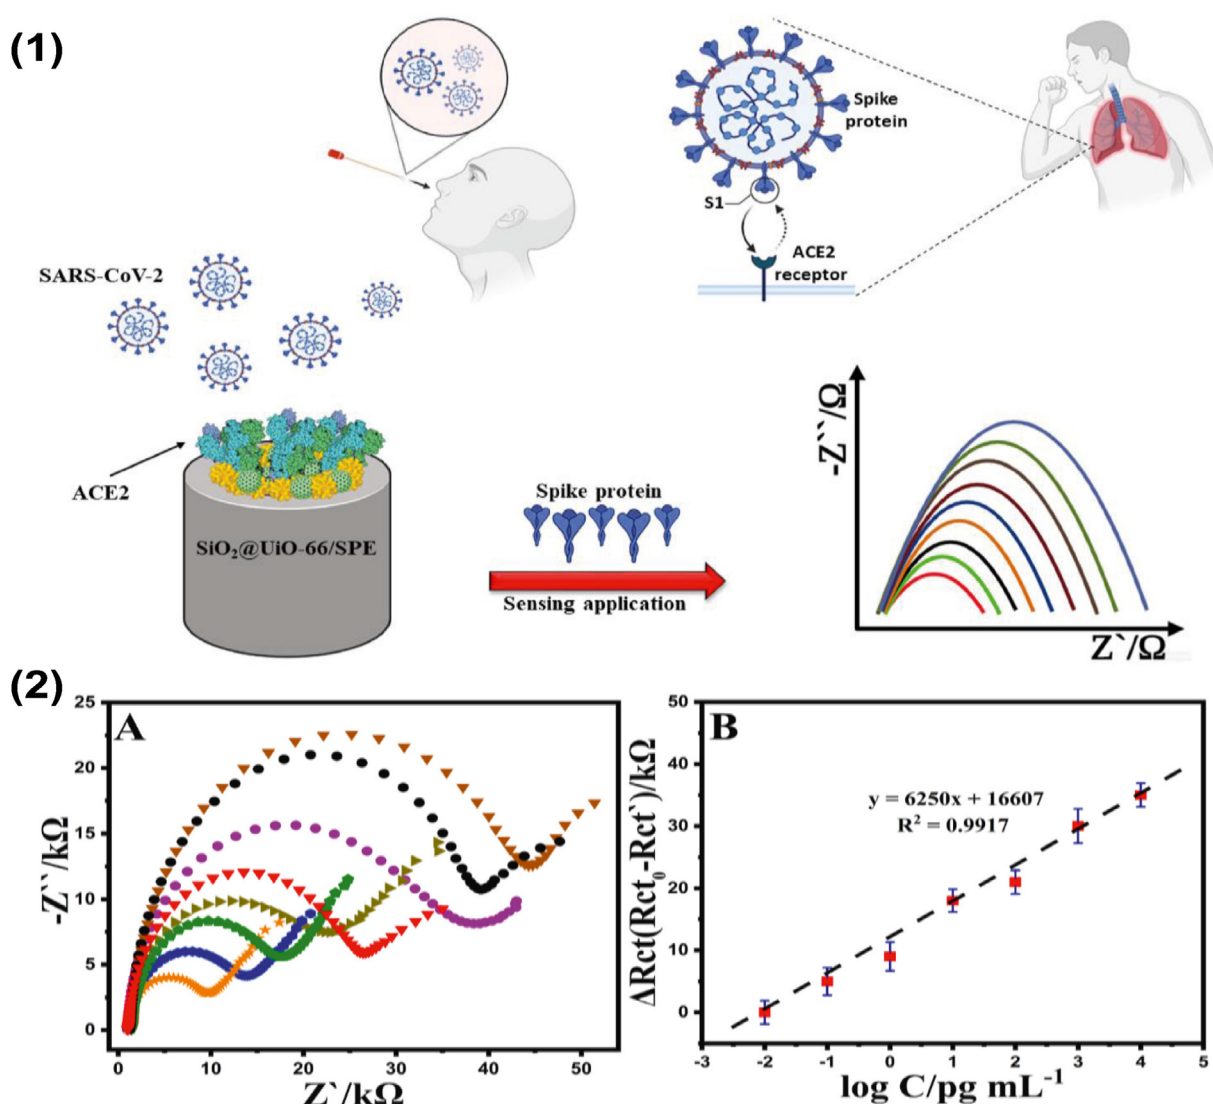 (1)
Spike
protein
S1
ACE2
receptor
SARS-CoV-2
ACE2
SiO₂@UiO-66/SPE
Spike protein
Sensing application
-Z``/Ω
Z`/Ω
(2)
A
25
20
15
10
5
0
0
10
20
30
40
50
-Z``/kΩ
Z`/kΩ
B
50
40
30
20
10
0
-3
-2
-1
0
1
2
3
4
5
y = 6250x + 16607
R² = 0.9917
ΔRct(Rct₀-Rct`)/kΩ
log C/pg mL⁻¹